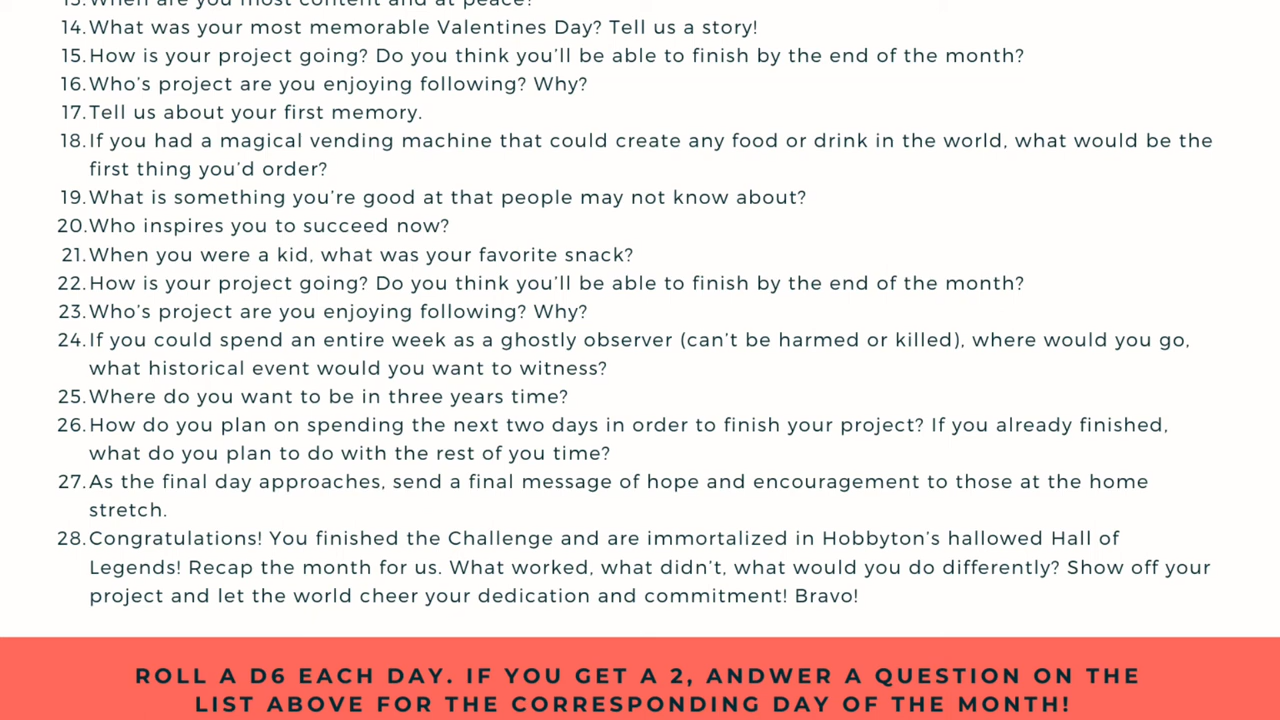 13.When are you most content and at peace?
14.What was your most memorable Valentines Day? Tell us a story!
15.How is your project going? Do you think you'll be able to finish by the end of the month?
16.Who's project are you enjoying following? Why?
17.Tell us about your first memory.
18.If you had a magical vending machine that could create any food or drink in the world, what would be the
first thing you'd order?
19.What is something you're good at that people may not know about?
20.Who inspires you to succeed now?
21.When you were a kid, what was your favorite snack?
22.How is your project going? Do you think you'll be able to finish by the end of the month?
23.Who's project are you enjoying following? Why?
24.If you could spend an entire week as a ghostly observer (can't be harmed or killed), where would you go,
what historical event would you want to witness?
25.Where do you want to be in three years time?
26.How do you plan on spending the next two days in order to finish your project? If you already finished,
what do you plan to do with the rest of you time?
27.As the final day approaches, send a final message of hope and encouragement to those at the home
stretch.
28.Congratulations! You finished the Challenge and are immortalized in Hobbyton's hallowed Hall of
Legends! Recap the month for us. What worked, what didn't, what would you do differently? Show off your
project and let the world cheer your dedication and commitment! Bravo!
ROLL A D6 EACH DAY. IF YOU GET A 2, ANDWER A QUESTION ON THE
LIST ABOVE FOR THE CORRESPONDING DAY OF THE MONTH!